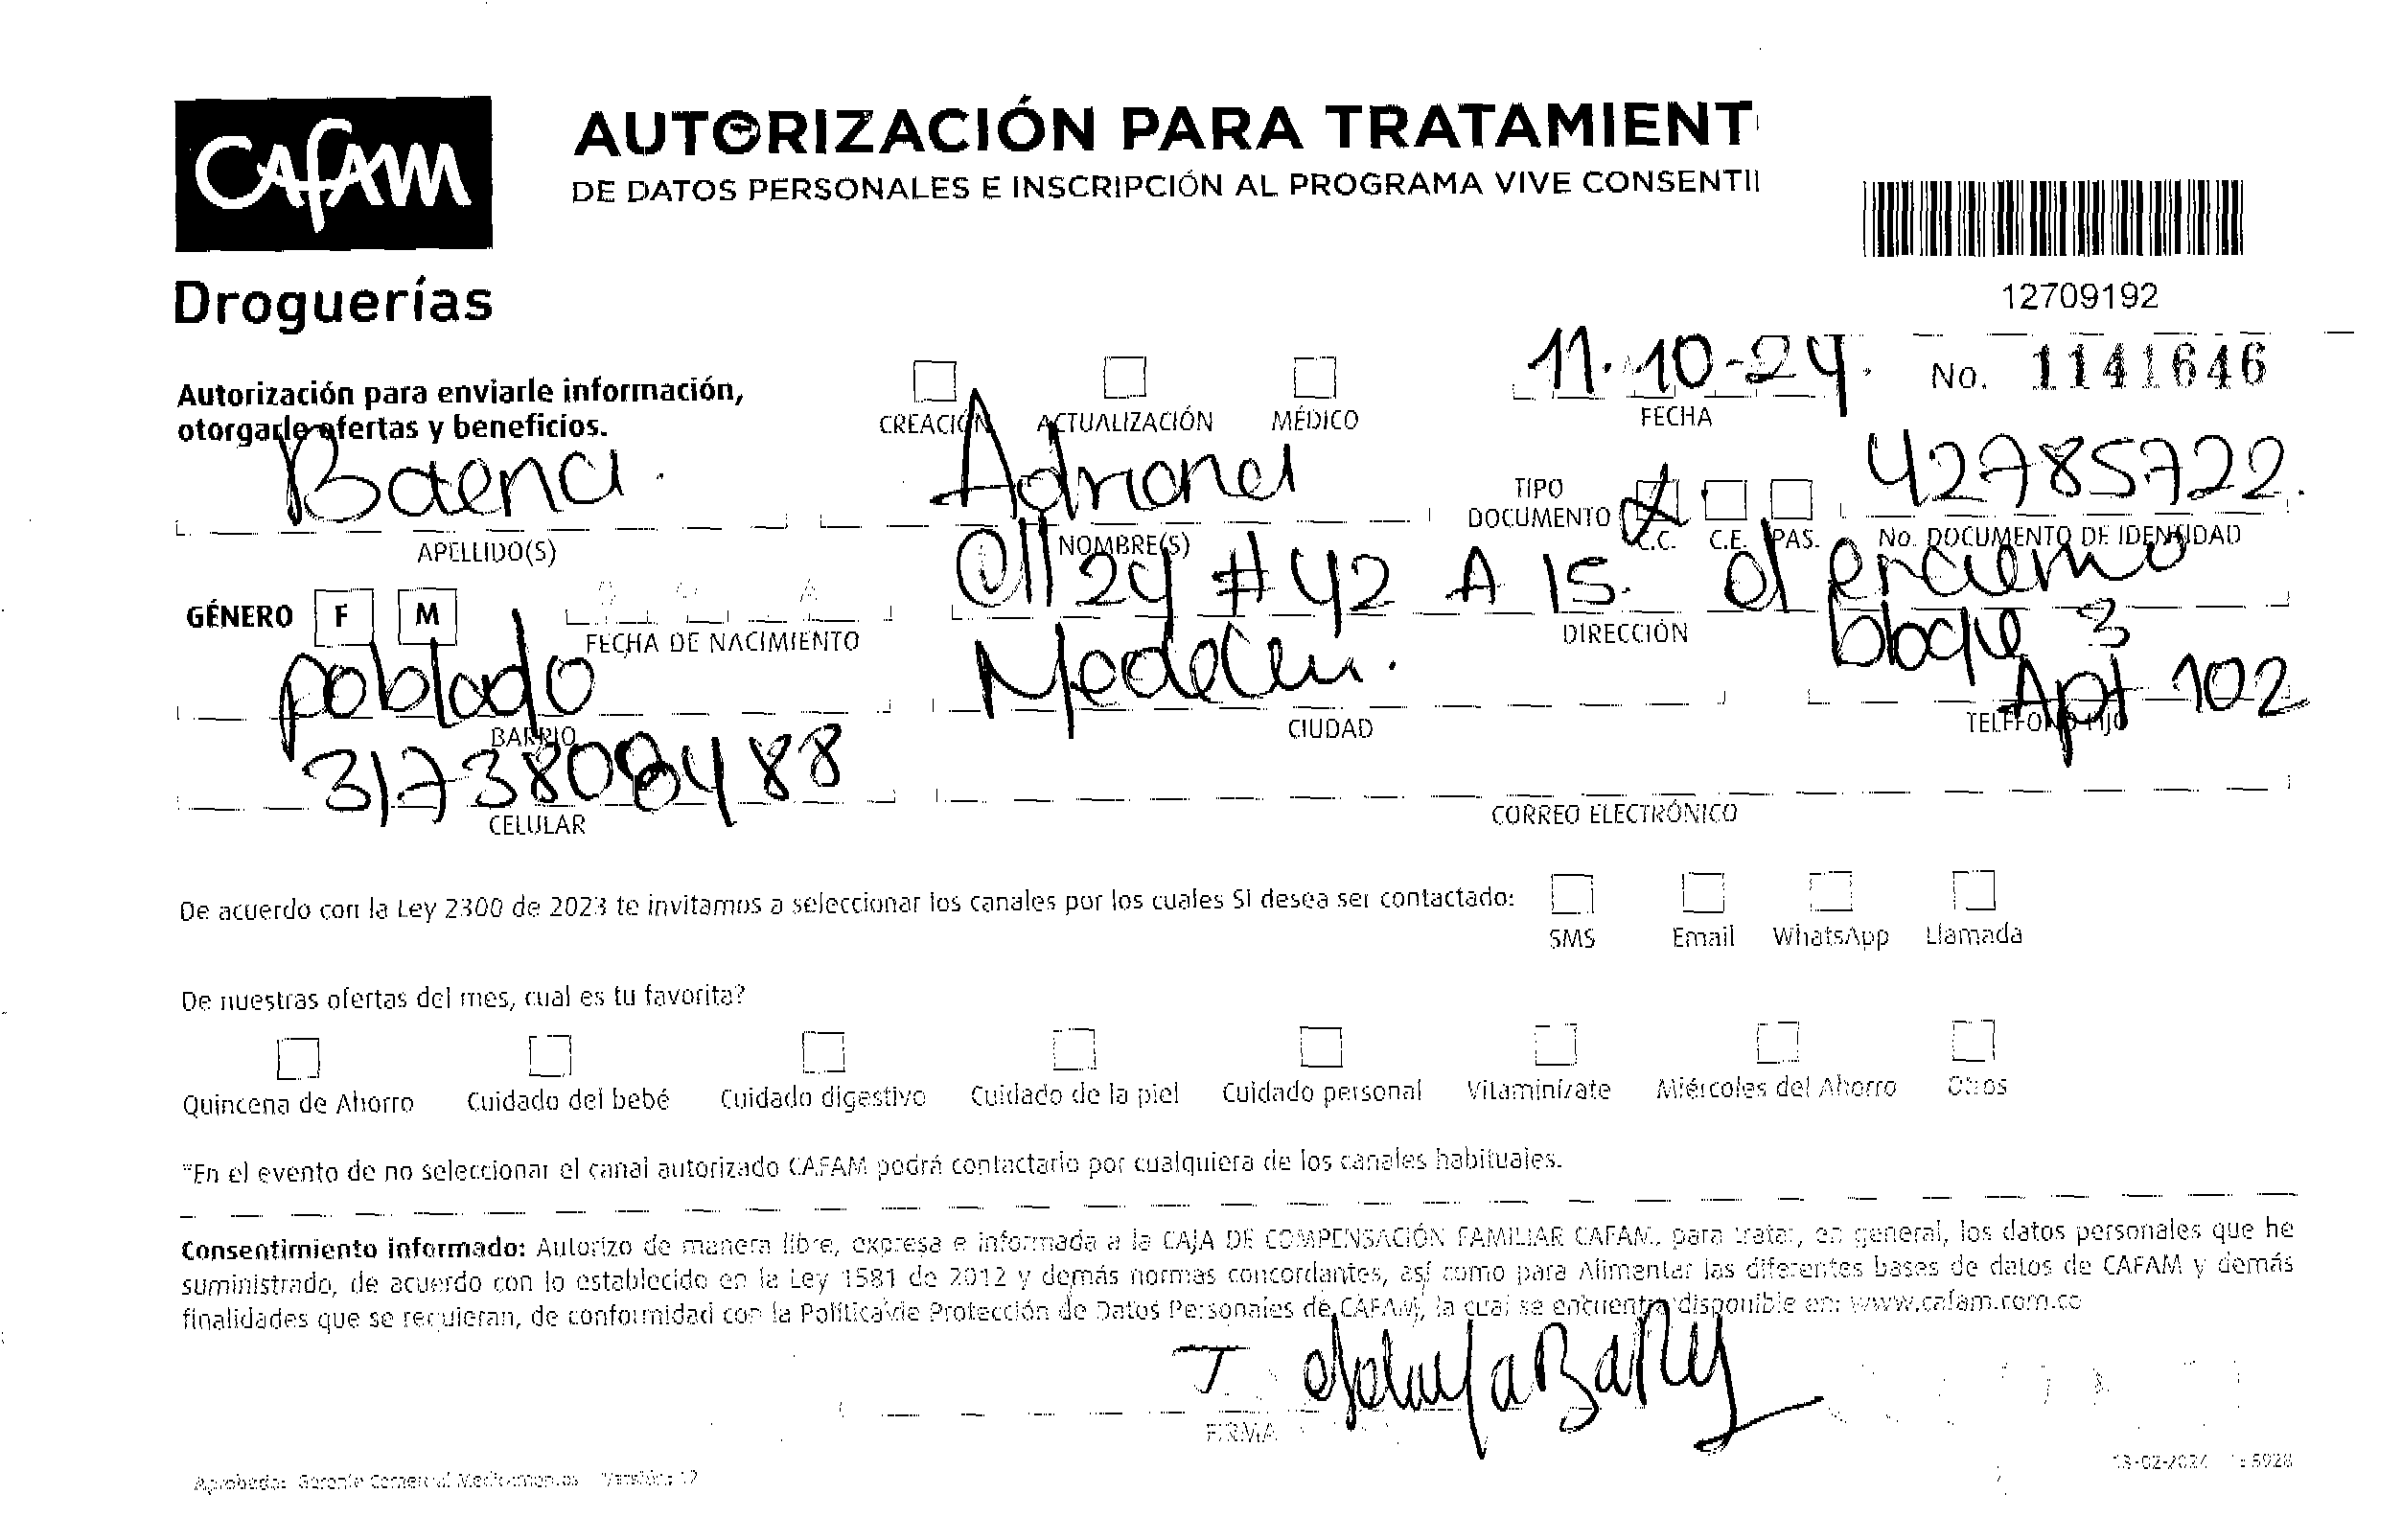 CAFAM
Droguerías
AUTORIZACIÓN PARA TRATAMIENT
DE DATOS PERSONALES E INSCRIPCIÓN AL PROGRAMA VIVE CONSENTI
12709192
Autorización para enviarle información,
otorgarle ofertas y beneficios.
CREACIÓN ACTUALIZACIÓN MÉDICO
11.10-24.
FECHA
No. 1141646
Baena.
APELLIDO(S)
Adriana
NOMBRE(S)
TIPO
DOCUMENTO
C.C. C.E. PAS.
42785722.
No. DOCUMENTO DE IDENTIDAD
GÉNERO F M
FECHA DE NACIMIENTO
Cll 24 # 42 A 15.
bloque 3
DIRECCIÓN
poblado
BARRIO
Medellin.
CIUDAD
Apt 102
TELÉFONO FIJO
CELULAR
CORREO ELECTRÓNICO
De acuerdo con la Ley 2300 de 2023 te invitamos a seleccionar los canales por los cuales SI desea ser contactado:
SMS Email WhatsApp Llamada
De nuestras ofertas del mes, cual es tu favorita?
Quincena de Ahorro Cuidado del bebé Cuidado digestivo Cuidado de la piel Cuidado personal Vitaminízate Miércoles del Ahorro Otros
*En el evento de no seleccionar el canal autorizado CAFAM podrá contactarlo por cualquiera de los canales habituales.
Consentimiento informado: Autorizo de manera libre, expresa e informada a la CAJA DE COMPENSACIÓN FAMILIAR CAFAM, para tratar, en general, los datos personales que he
suministrado, de acuerdo con lo establecido en la Ley 1581 de 2012 y demás normas concordantes, así como para Alimentar las diferentes bases de datos de CAFAM y demás
finalidades que se requieran, de conformidad con la Política de Protección de Datos Personales de CAFAM, la cual se encuentra disponible en: www.cafam.com.co
FIRMA
Aprobado: Gerente Comercial Medicamentos Versión: 12